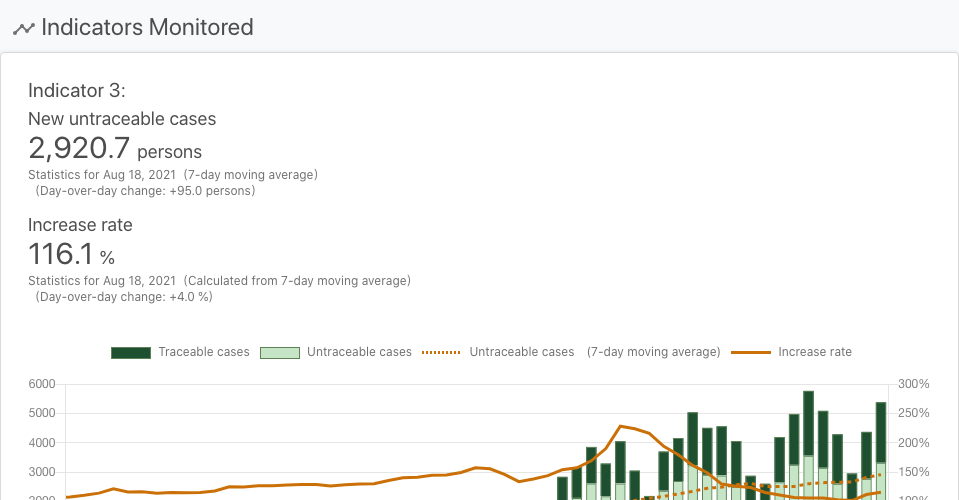 Indicators Monitored
Indicator 3:
New untraceable cases
2,920.7 persons
Statistics for Aug 18, 2021 (7-day moving average)
(Day-over-day change: +95.0 persons)
Increase rate
116.1 %
Statistics for Aug 18, 2021 (Calculated from 7-day moving average)
(Day-over-day change: +4.0 %)
Traceable cases Untraceable cases Untraceable cases (7-day moving average) Increase rate
6000 300%
5000 250%
4000 200%
3000 150%
2000 100%